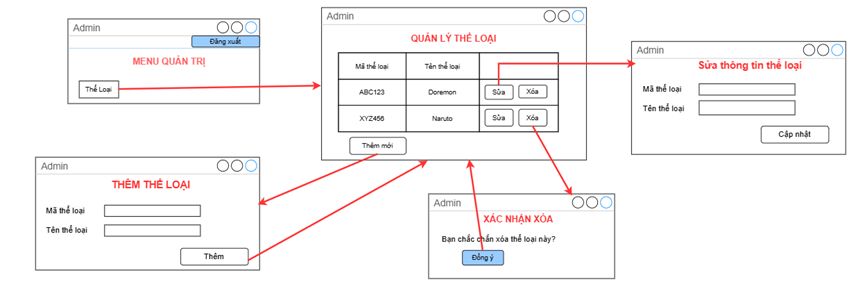 Admin
Đăng xuất
MENU QUẢN TRỊ
Thể Loại
Admin
QUẢN LÝ THỂ LOẠI
Mã thể loại Tên thể loại
ABC123 Doremon Sửa Xóa
XYZ456 Naruto Sửa Xóa
Thêm mới
Admin
Sửa thông tin thể loại
Mã thể loại
Tên thể loại
Cập nhật
Admin
THÊM THỂ LOẠI
Mã thể loại
Tên thể loại
Thêm
Admin
XÁC NHẬN XÓA
Bạn chắc chắn xóa thể loại này?
Đồng ý